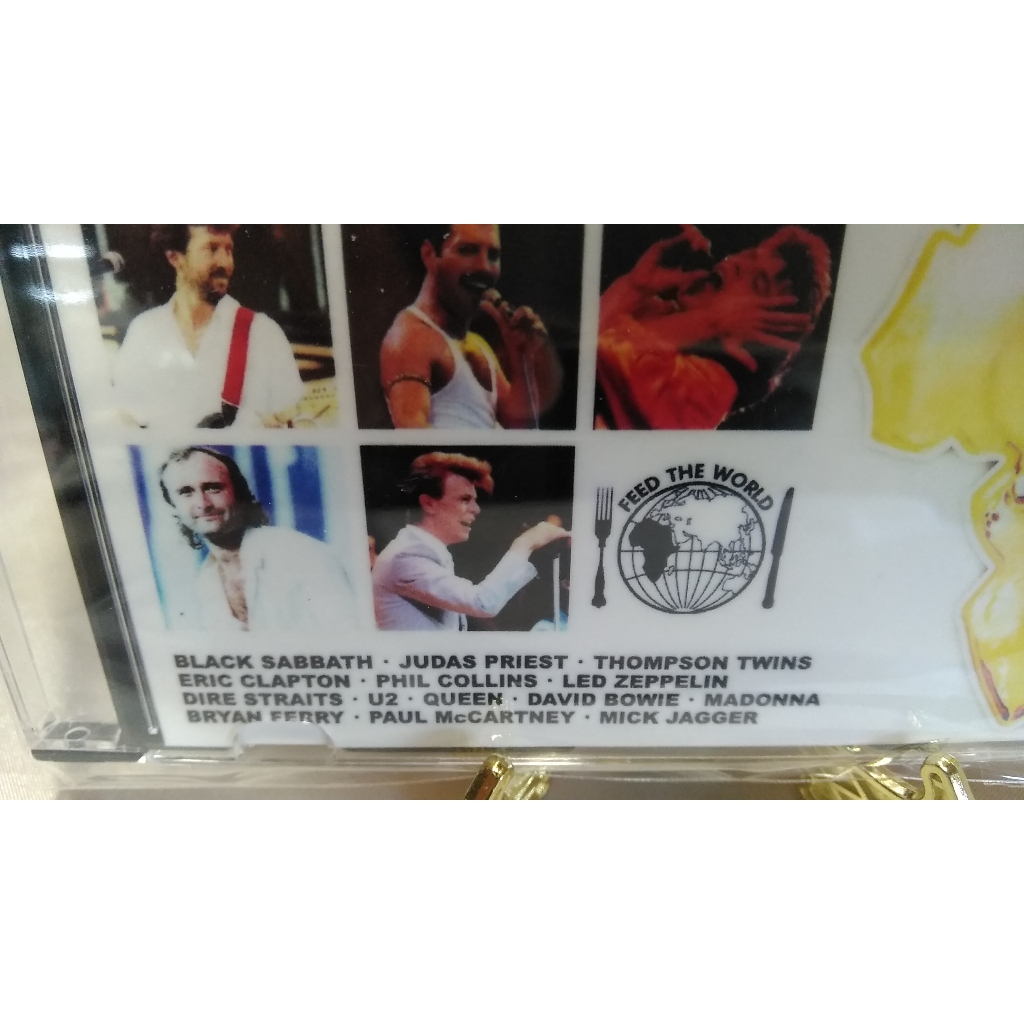 FEED THE WORLD
BLACK SABBATH · JUDAS PRIEST · THOMPSON TWINS
ERIC CLAPTON · PHIL COLLINS · LED ZEPPELIN
DIRE STRAITS · U2 · QUEEN · DAVID BOWIE · MADONNA
BRYAN FERRY · PAUL McCARTNEY · MICK JAGGER